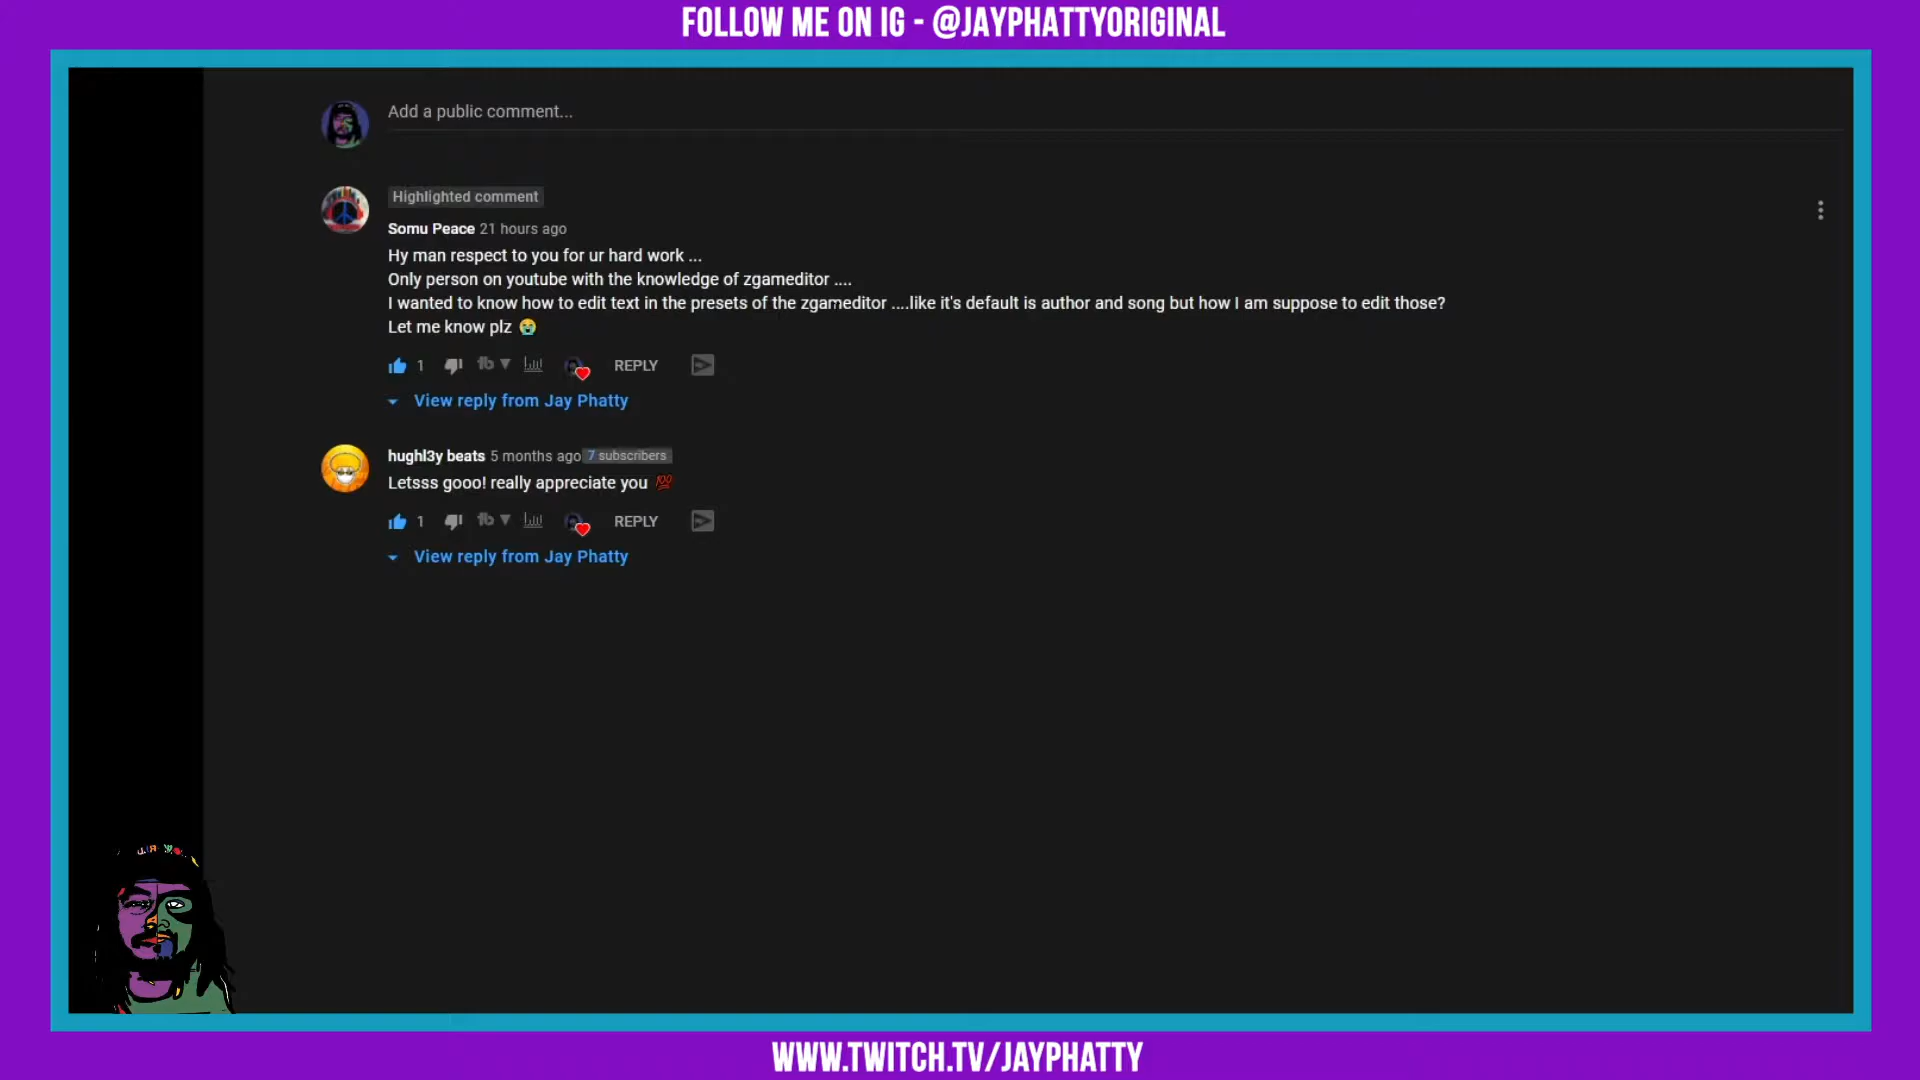 FOLLOW ME ON IG - @JAYPHATTYORIGINAL
Add a public comment...
Highlighted comment
Somu Peace 21 hours ago
Hy man respect to you for ur hard work ...
Only person on youtube with the knowledge of zgameditor ....
I wanted to know how to edit text in the presets of the zgameditor ....like it's default is author and song but how I am suppose to edit those?
Let me know plz 😭
1 tb REPLY
View reply from Jay Phatty
hughl3y beats 5 months ago 7 subscribers
Letsss gooo! really appreciate you 💯
1 tb REPLY
View reply from Jay Phatty
WWW.TWITCH.TV/JAYPHATTY